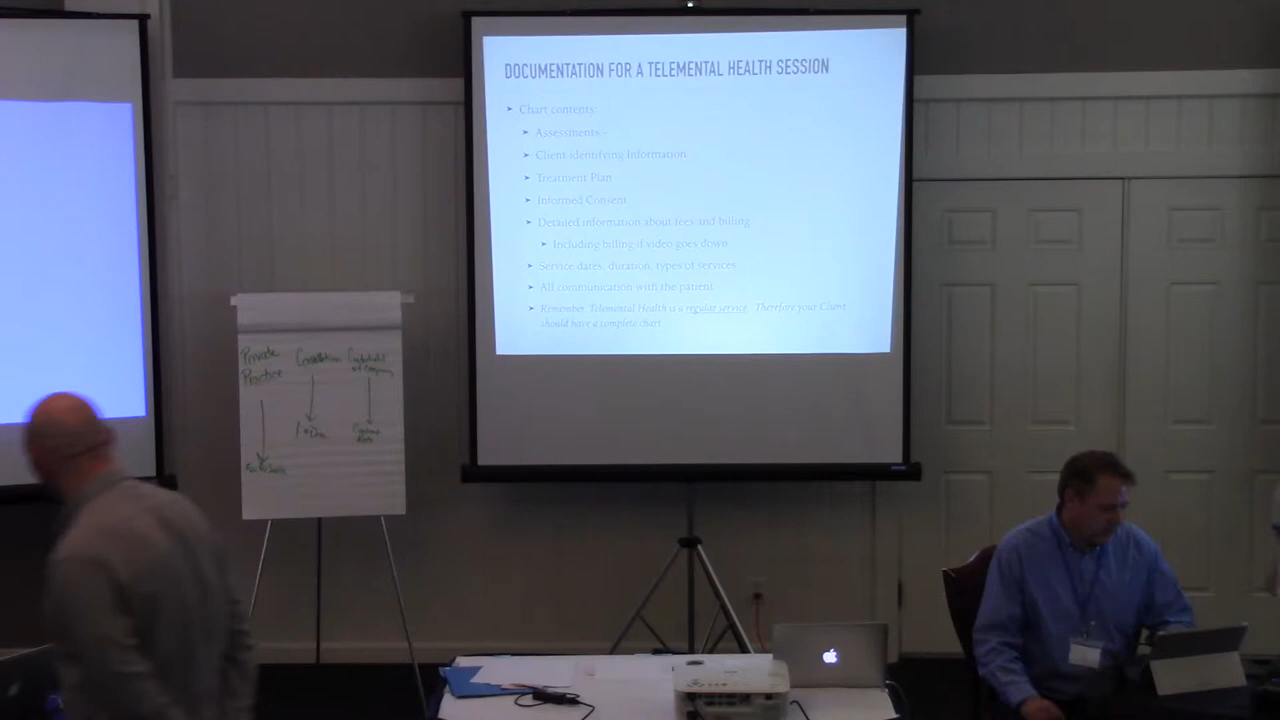 DOCUMENTATION FOR A TELEMENTAL HEALTH SESSION
Chart contents:
Assessments -
Client identifying Information
Treatment Plan
Informed Consent
Detailed information about fees and billing
Including billing if video goes down
Service dates, duration, types of services
All communication with the patient
Remember: Telemental Health is a regular service. Therefore your Client
should have a complete chart
Private
Practice